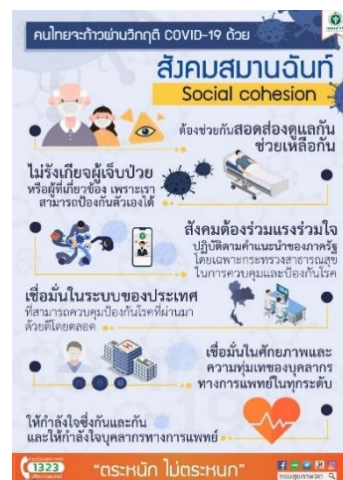 คนไทยจะก้าวผ่านวิกฤติ COVID-19 ด้วย
สังคมสมานฉันท์
Social cohesion
ต้องช่วยกันสอดส่องดูแลกัน
ช่วยเหลือกัน
ไม่รังเกียจผู้เจ็บป่วย
หรือผู้ที่เกี่ยวข้อง เพราะเรา
สามารถป้องกันตัวเองได้
สังคมต้องร่วมแรงร่วมใจ
ปฏิบัติตามคำแนะนำของภาครัฐ
โดยเฉพาะกระทรวงสาธารณสุข
ในการควบคุมและป้องกันโรค
เชื่อมั่นในระบบของประเทศ
ที่สามารถควบคุมป้องกันโรคที่ผ่านมา
ด้วยดีโดยตลอด
เชื่อมั่นในศักยภาพและ
ความทุ่มเทของบุคลากร
ทางการแพทย์ในทุกระดับ
ให้กำลังใจซึ่งกันและกัน
และให้กำลังใจบุคลากรทางการแพทย์
1323
"ตระหนัก ไม่ตระหนก"
กรมสุขภาพจิต